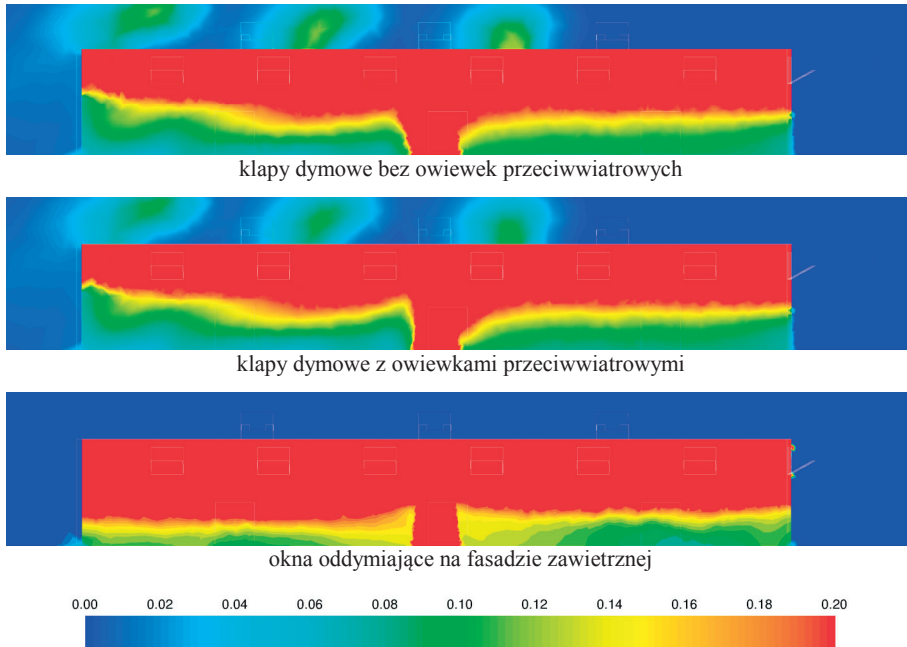 klapy dymowe bez owiewek przeciwwiatrowych
klapy dymowe z owiewkami przeciwwiatrowymi
okna oddymiające na fasadzie zawietrznej
0.00 0.02 0.04 0.06 0.08 0.10 0.12 0.14 0.16 0.18 0.20